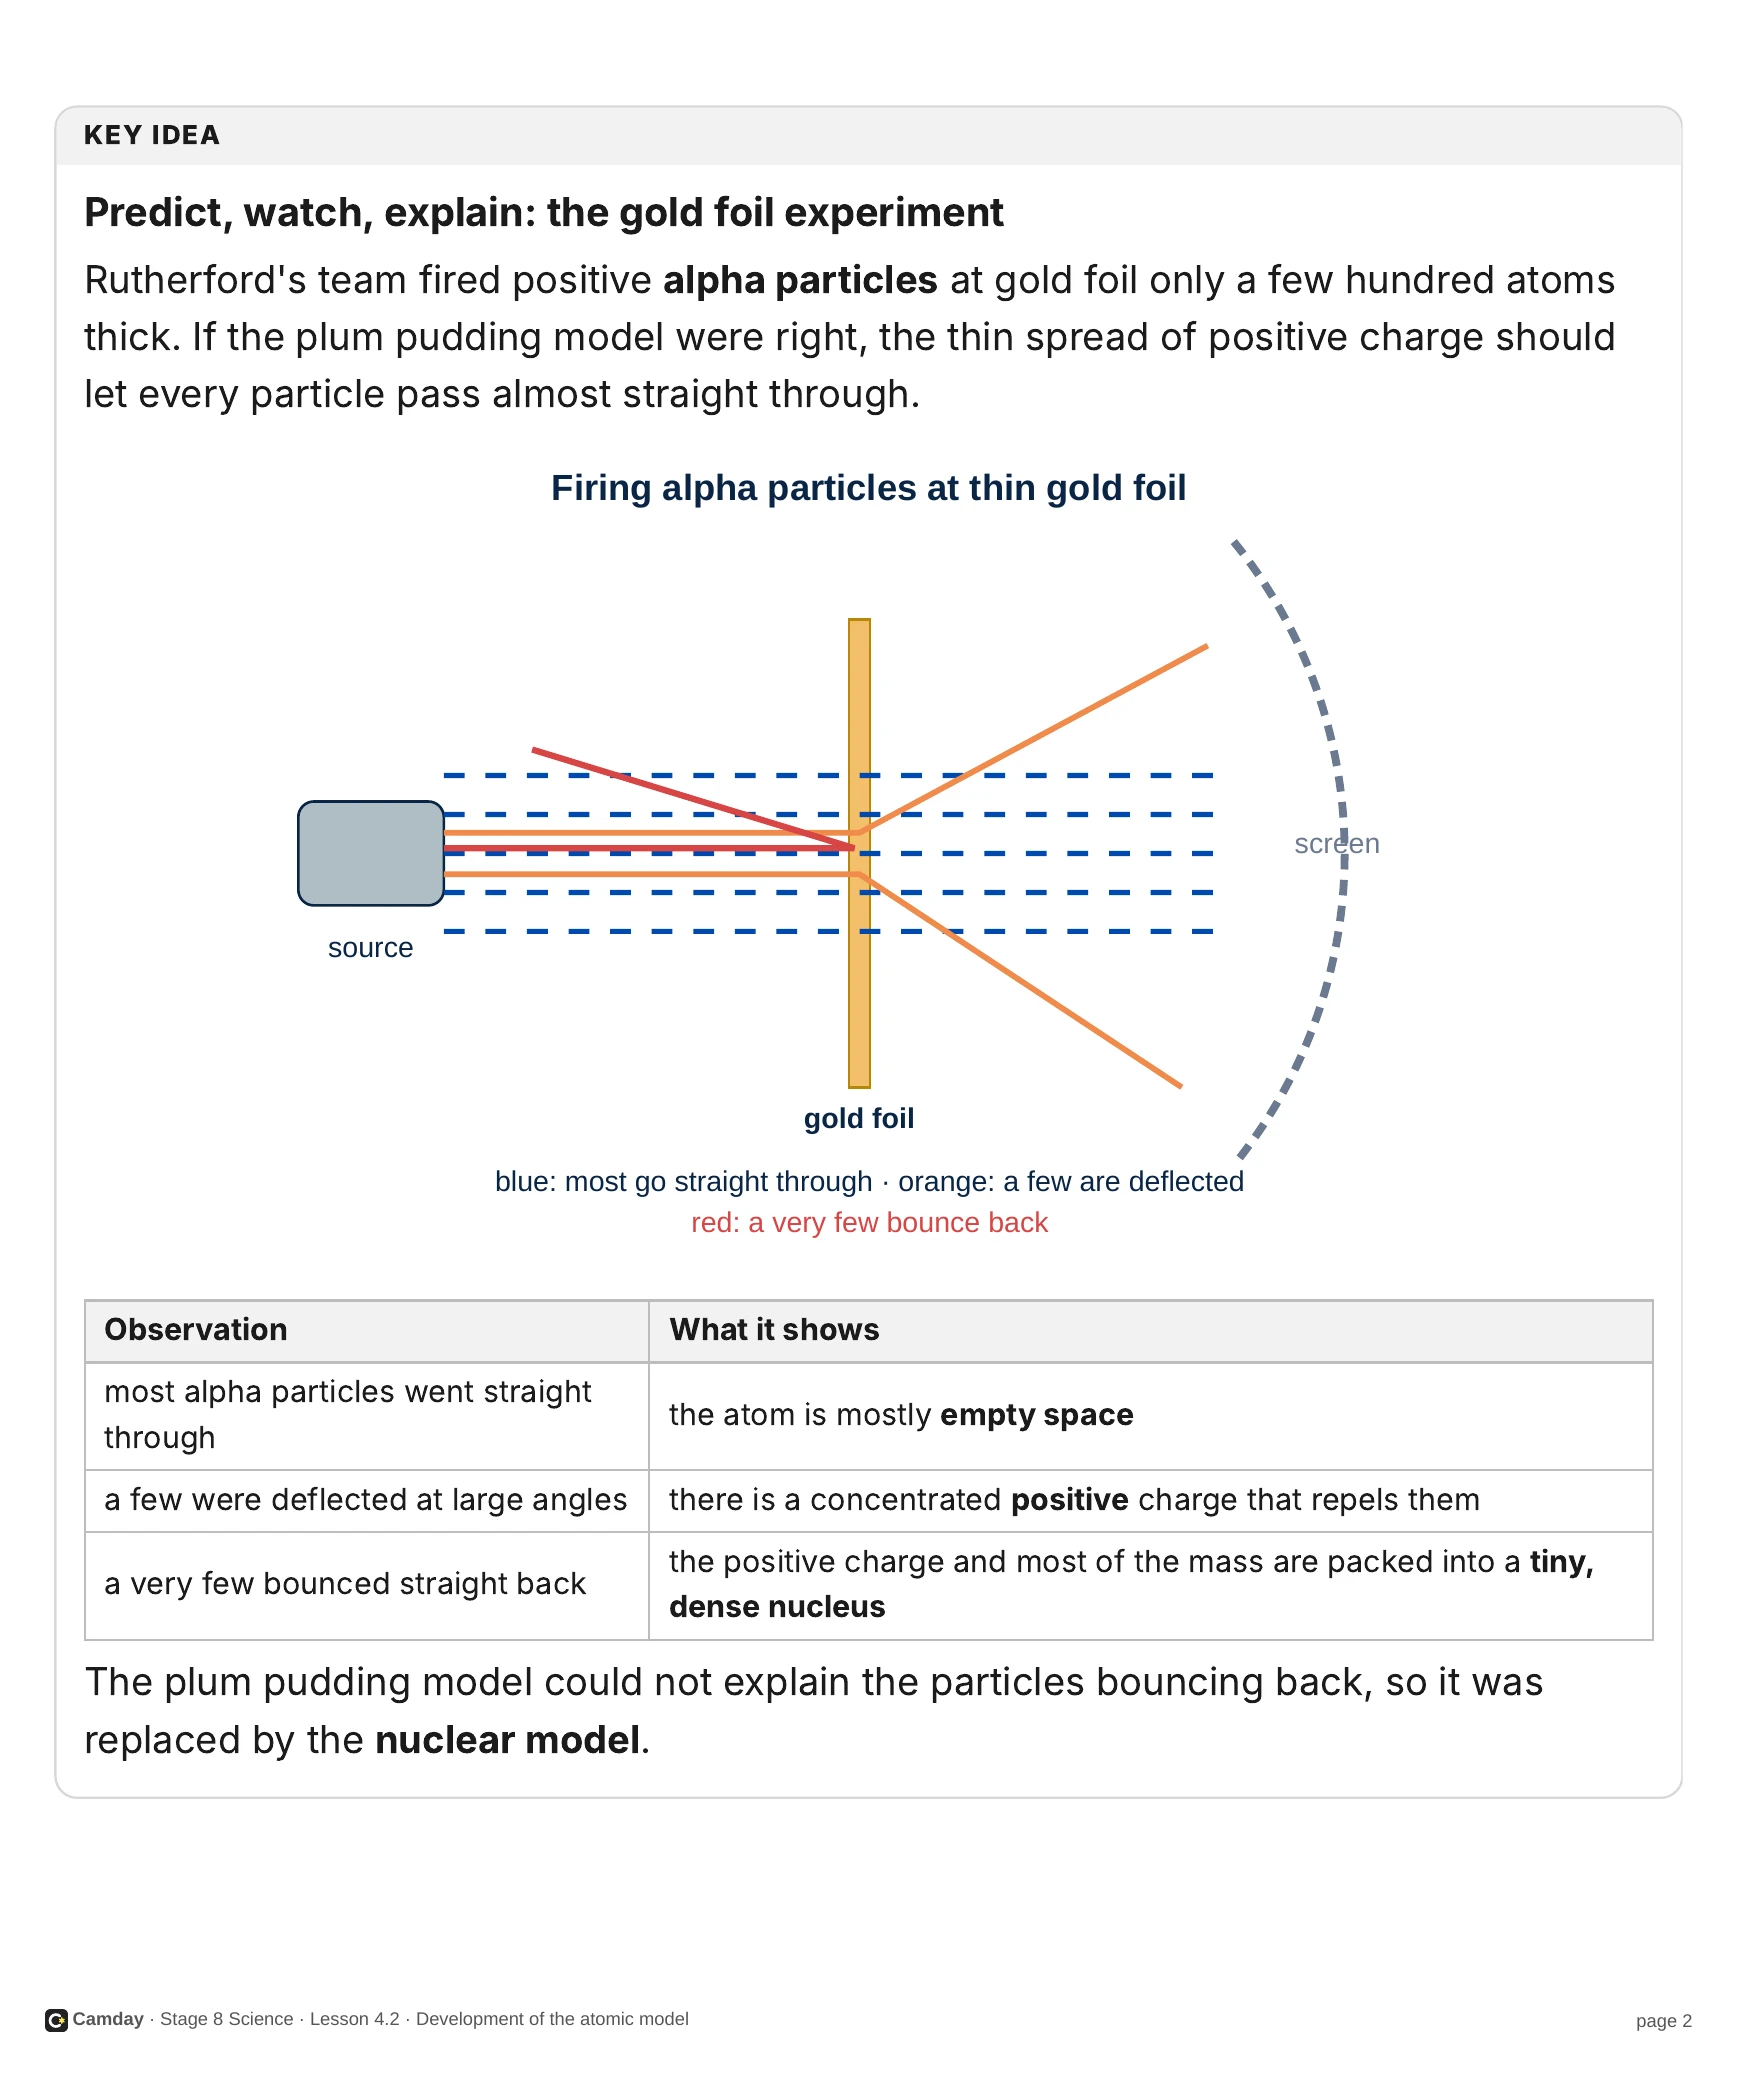 KEY IDEA
Predict, watch, explain: the gold foil experiment
Rutherford's team fired positive alpha particles at gold foil only a few hundred atoms
thick. If the plum pudding model were right, the thin spread of positive charge should
let every particle pass almost straight through.
Firing alpha particles at thin gold foil
screen
source
gold foil
blue: most go straight through · orange: a few are deflected
red: a very few bounce back
Observation
What it shows
most alpha particles went straight
through
the atom is mostly empty space
a few were deflected at large angles
there is a concentrated positive charge that repels them
a very few bounced straight back
the positive charge and most of the mass are packed into a tiny,
dense nucleus
The plum pudding model could not explain the particles bouncing back, so it was
replaced by the nuclear model.
Camday · Stage 8 Science · Lesson 4.2 · Development of the atomic model
page 2